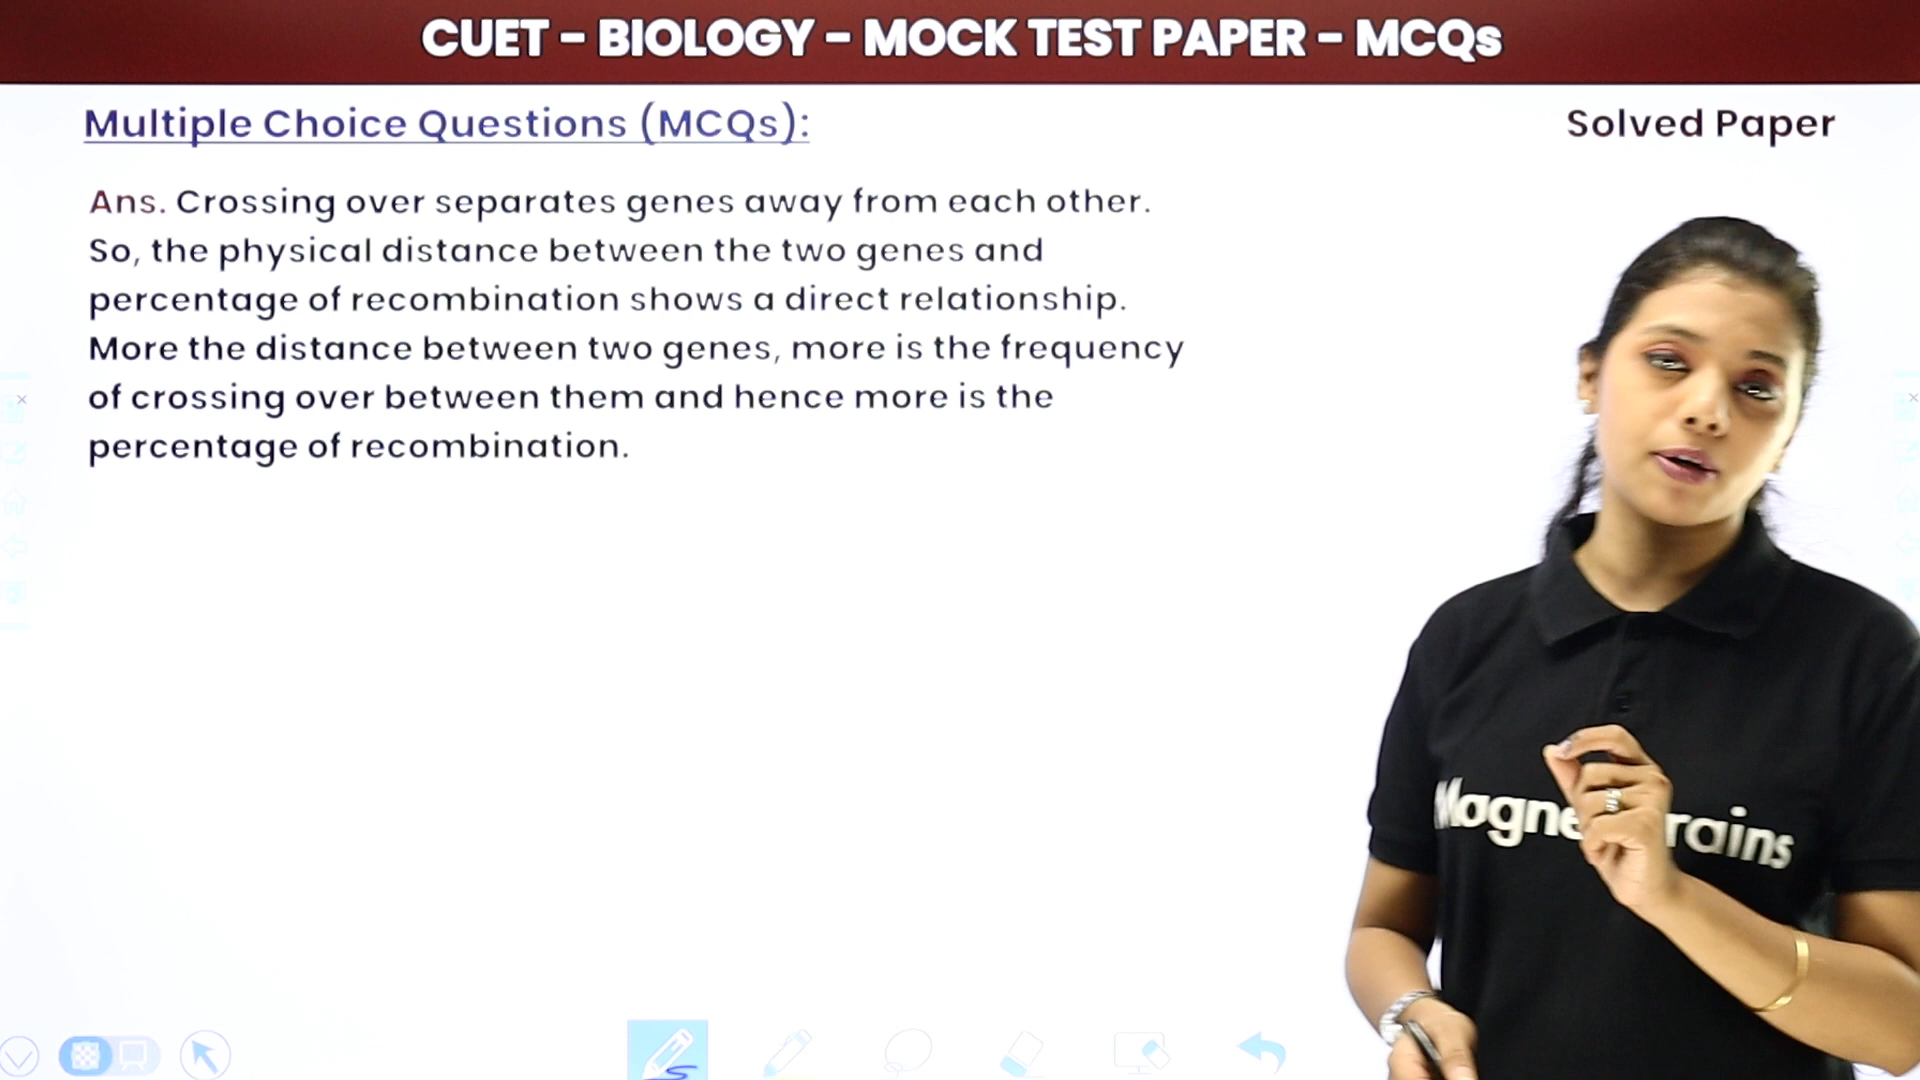 CUET - BIOLOGY - MOCK TEST PAPER - MCQs
Multiple Choice Questions (MCQs):
Solved Paper
Ans. Crossing over separates genes away from each other.
So, the physical distance between the two genes and
percentage of recombination shows a direct relationship.
More the distance between two genes, more is the frequency
of crossing over between them and hence more is the
percentage of recombination.